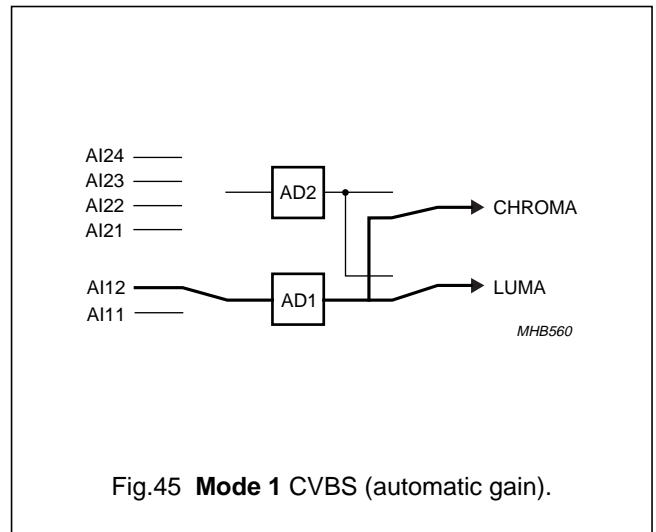 AI24
AI23
AI22
AI21
AD2
CHROMA
AI12
AI11
AD1
LUMA
MHB560
Fig.45 Mode 1 CVBS (automatic gain).